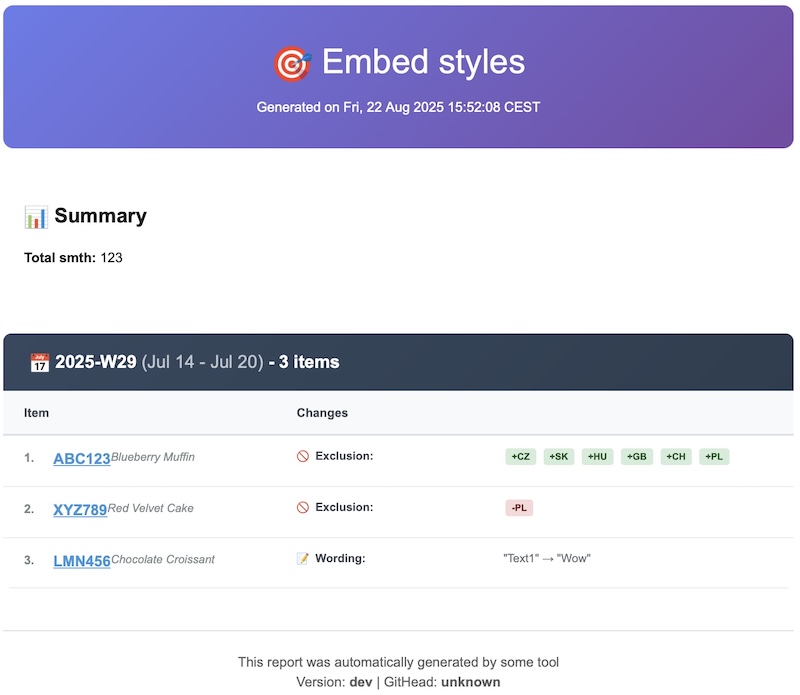 🎯 Embed styles
Generated on Fri, 22 Aug 2025 15:52:08 CEST
📊 Summary
Total smth: 123
📅 2025-W29 (Jul 14 - Jul 20) - 3 items
Item Changes
1. ABC123 Blueberry Muffin 🚫 Exclusion: +CZ +SK +HU +GB +CH +PL
2. XYZ789 Red Velvet Cake 🚫 Exclusion: -PL
3. LMN456 Chocolate Croissant 📝 Wording: "Text1" → "Wow"
This report was automatically generated by some tool
Version: dev | GitHead: unknown